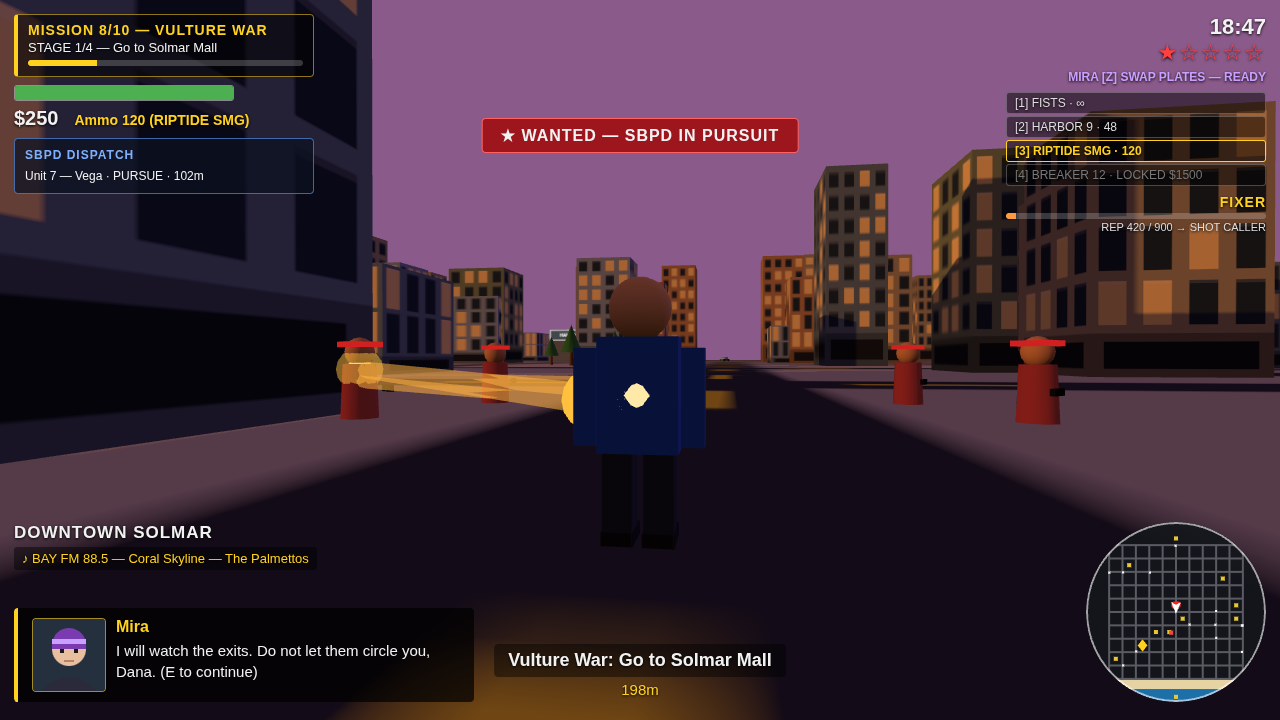 MISSION 8/10 — VULTURE WAR
STAGE 1/4 — Go to Solmar Mall
$250 Ammo 120 (RIPTIDE SMG)
SBPD DISPATCH
Unit 7 — Vega · PURSUE · 102m
★ WANTED — SBPD IN PURSUIT
18:47
★☆☆☆☆
MIRA [Z] SWAP PLATES — READY
[1] FISTS · ∞
[2] HARBOR 9 · 48
[3] RIPTIDE SMG · 120
[4] BREAKER 12 · LOCKED $1500
FIXER
REP 420 / 900 → SHOT CALLER
DOWNTOWN SOLMAR
♪ BAY FM 88.5 — Coral Skyline — The Palmettos
Mira
I will watch the exits. Do not let them circle you,
Dana. (E to continue)
Vulture War: Go to Solmar Mall
198m